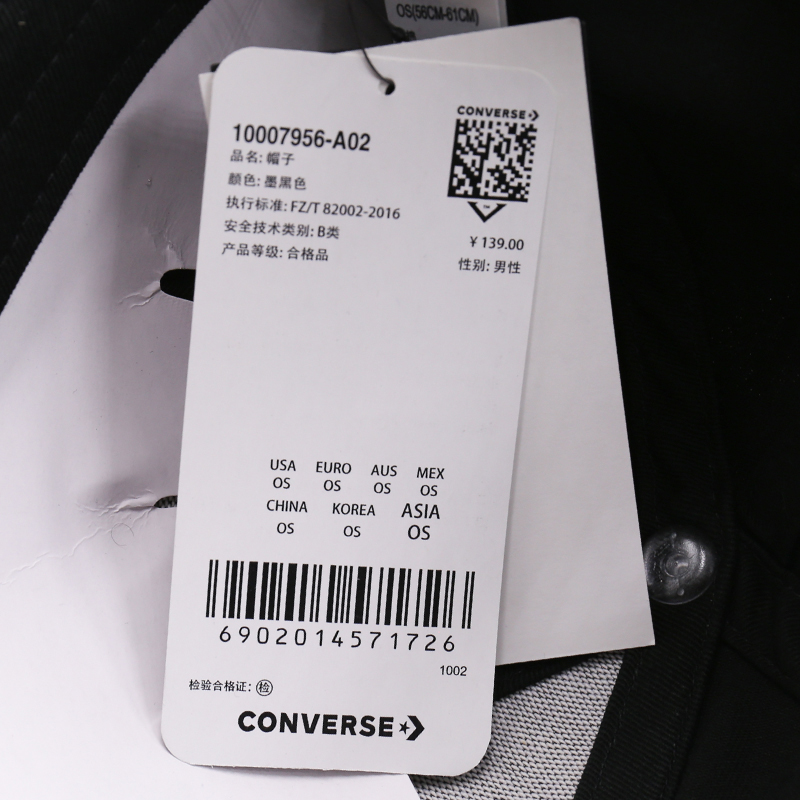 OS(56CM-61CM)
CONVERSE
10007956-A02
品名: 帽子
颜色: 墨黑色
执行标准: FZ/T 82002-2016
安全技术类别: B类
产品等级: 合格品
TM
¥ 139.00
性别: 男性
USA EURO AUS MEX
OS OS OS OS
CHINA KOREA ASIA
OS OS OS
6902014571726
1002
检验合格证: 检
CONVERSE